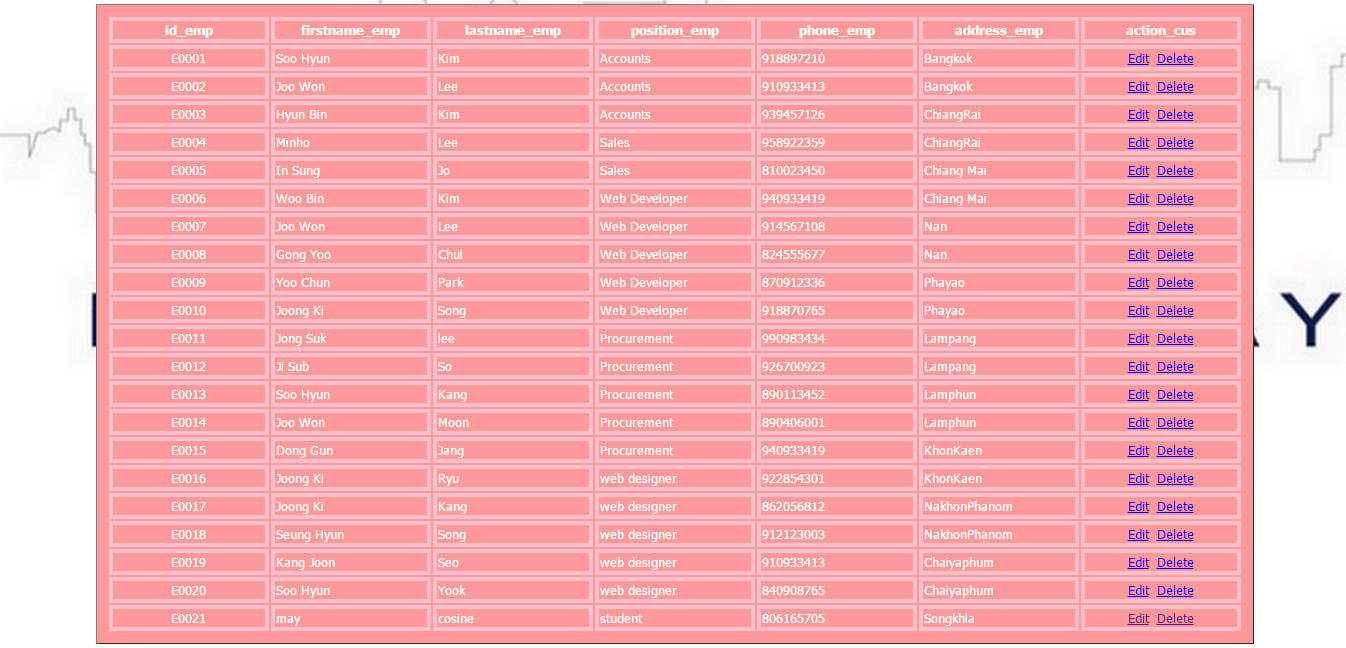 id_emp firstname_emp lastname_emp position_emp phone_emp address_emp action_cus
E0001 Soo Hyun Kim Accounts 918897210 Bangkok Edit Delete
E0002 Joo Won Lee Accounts 910933413 Bangkok Edit Delete
E0003 Hyun Bin Kim Accounts 939457126 ChiangRai Edit Delete
E0004 Minho Lee Sales 958922359 ChiangRai Edit Delete
E0005 In Sung Jo Sales 810023450 Chiang Mai Edit Delete
E0006 Woo Bin Kim Web Developer 940933419 Chiang Mai Edit Delete
E0007 Joo Won Lee Web Developer 914567108 Nan Edit Delete
E0008 Gong Yoo Chul Web Developer 824555677 Nan Edit Delete
E0009 Yoo Chun Park Web Developer 870912336 Phayao Edit Delete
E0010 Joong Ki Song Web Developer 918870765 Phayao Edit Delete
E0011 Jong Suk lee Procurement 990983434 Lampang Edit Delete
E0012 Ji Sub So Procurement 926700923 Lampang Edit Delete
E0013 Soo Hyun Kang Procurement 890113452 Lamphun Edit Delete
E0014 Joo Won Moon Procurement 890406001 Lamphun Edit Delete
E0015 Dong Gun Jang Procurement 940933419 KhonKaen Edit Delete
E0016 Joong Ki Ryu web designer 922854301 KhonKaen Edit Delete
E0017 Joong Ki Kang web designer 862056812 NakhonPhanom Edit Delete
E0018 Seung Hyun Song web designer 912123003 NakhonPhanom Edit Delete
E0019 Kang Joon Seo web designer 910933413 Chaiyaphum Edit Delete
E0020 Soo Hyun Yook web designer 840908765 Chaiyaphum Edit Delete
E0021 may cosine student 806165705 Songkhla Edit Delete
Y